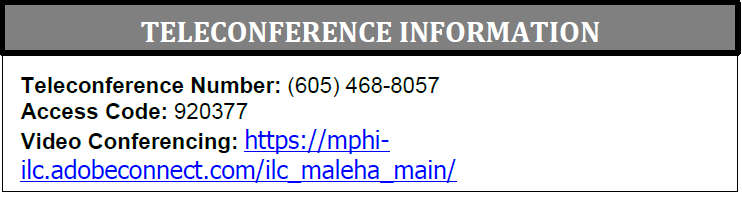 TELECONFERENCE INFORMATION
Teleconference Number: (605) 468-8057
Access Code: 920377
Video Conferencing: https://mphi-
ilc.adobeconnect.com/ilc_maleha_main/